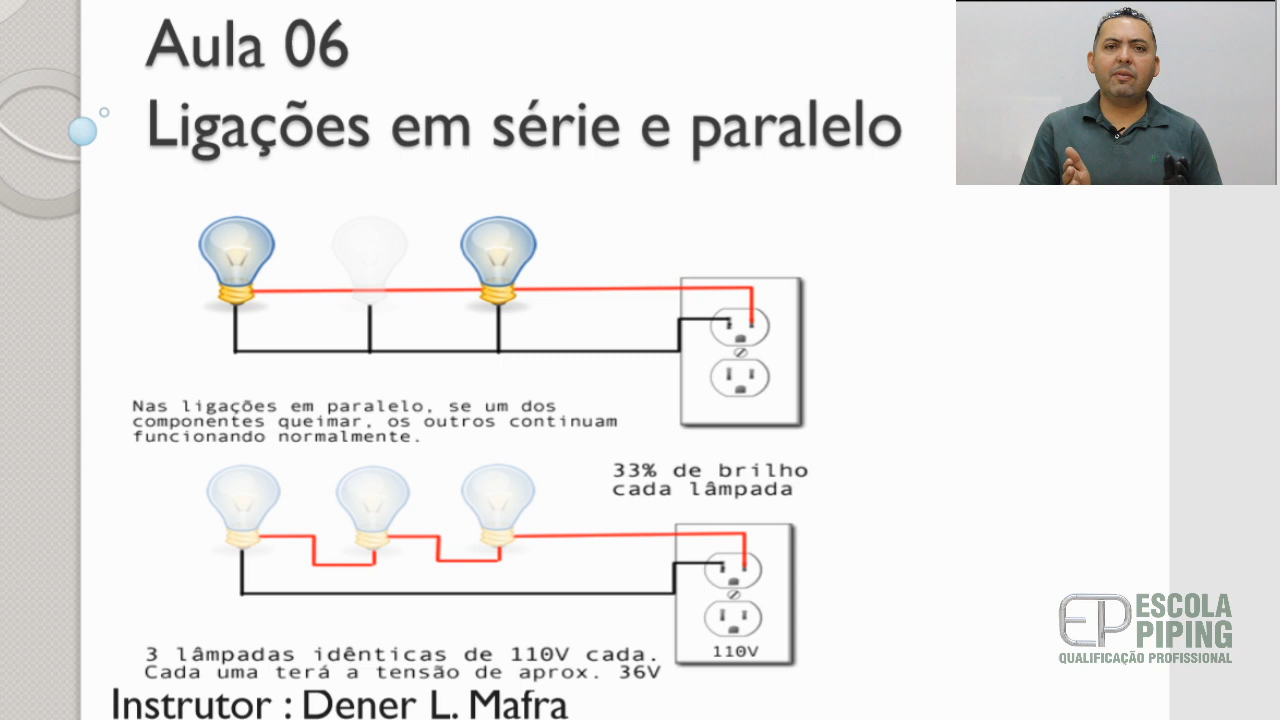 Aula 06
Ligações em série e paralelo
Nas ligações em paralelo, se um dos
componentes queimar, os outros continuam
funcionando normalmente.
33% de brilho
cada lâmpada
110V
3 lâmpadas idênticas de 110V cada.
Cada uma terá a tensão de aprox. 36V
Instrutor : Dener L. Mafra
EP ESCOLA
PIPING
QUALIFICAÇÃO PROFISSIONAL